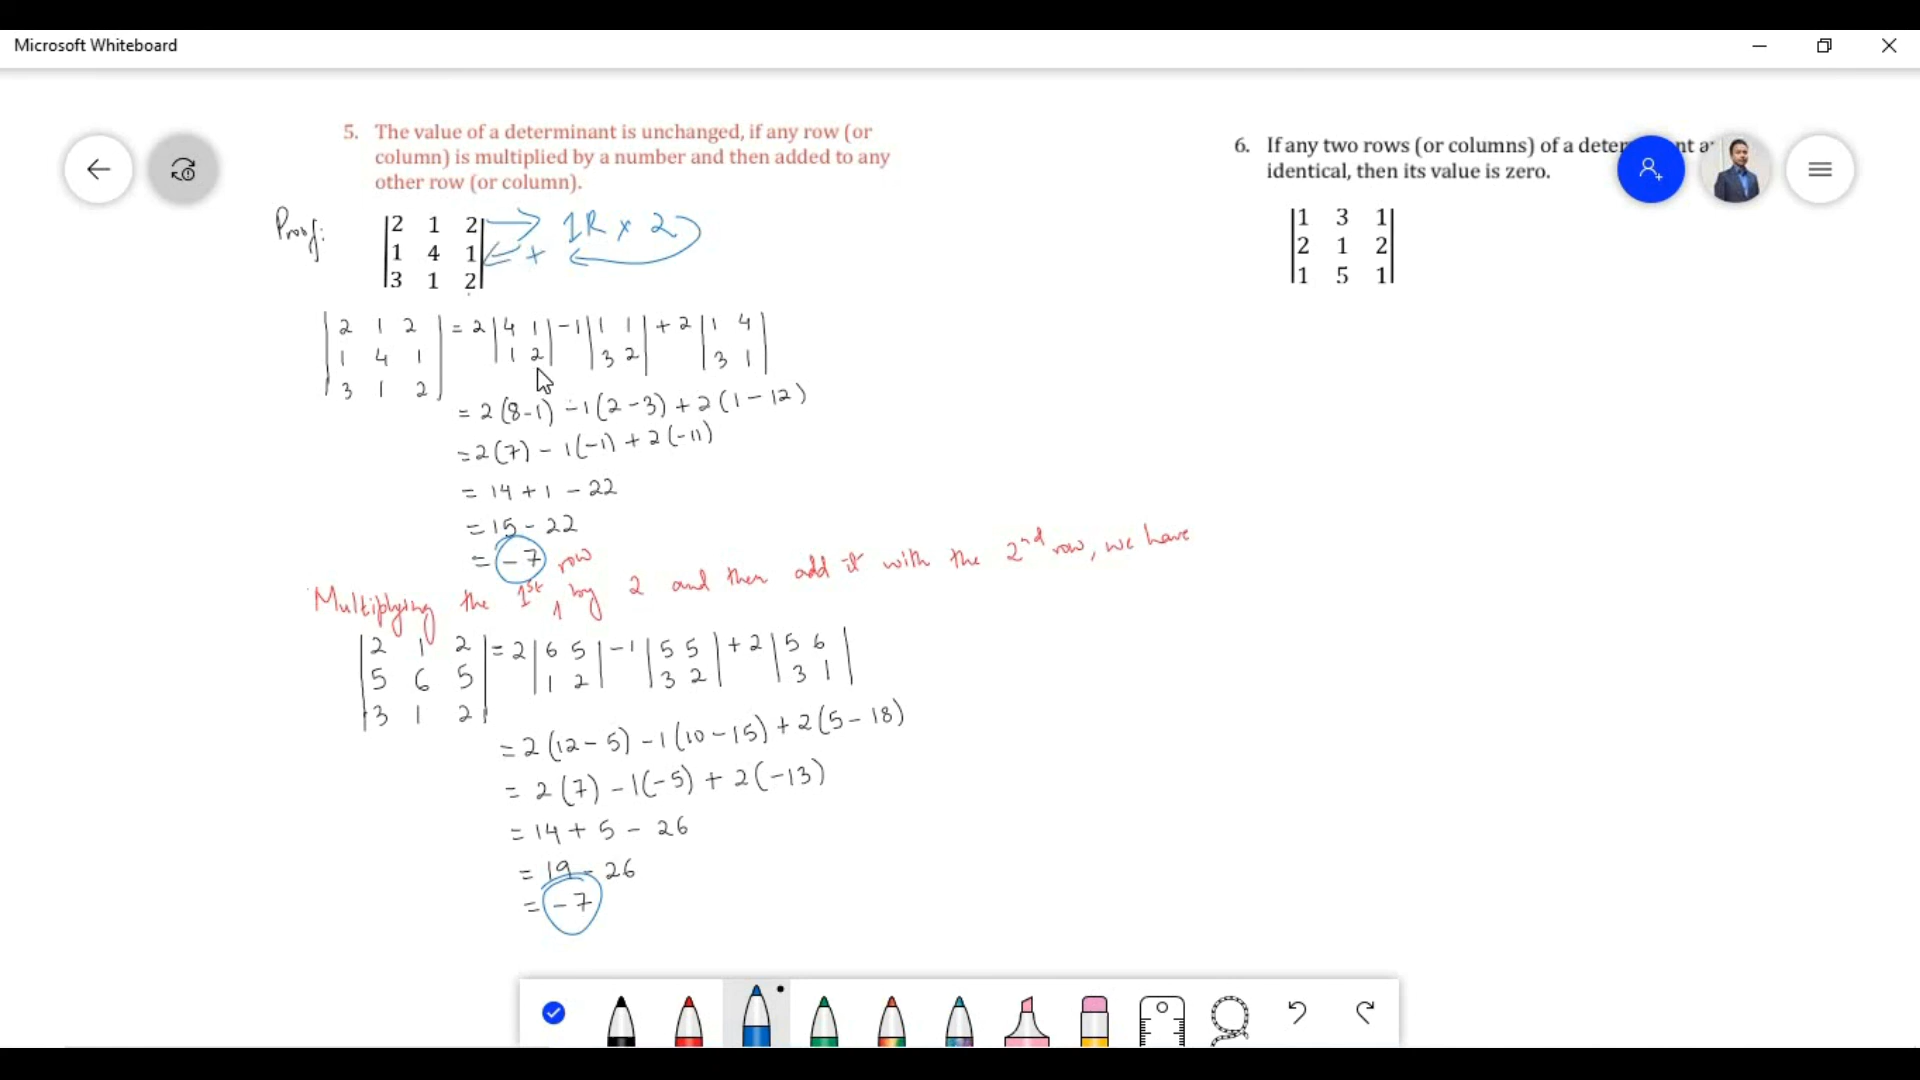 Microsoft Whiteboard
5. The value of a determinant is unchanged, if any row (or
column) is multiplied by a number and then added to any
other row (or column).
Proof:
|2 1 2| → 1R × 2
|1 4 1| ← +
|3 1 2|
|2 1 2| = 2 |4 1| - 1 |1 1| + 2 |1 4|
|1 4 1| |1 2| |3 2| |3 1|
|3 1 2|
= 2(8-1) - 1(2-3) + 2(1-12)
= 2(7) - 1(-1) + 2(-11)
= 14 + 1 - 22
= 15 - 22
= -7
Multiplying the 1st row by 2 and then add it with the 2nd row, we have
|2 1 2| = 2 |6 5| - 1 |5 5| + 2 |5 6|
|5 6 5| |1 2| |3 2| |3 1|
|3 1 2|
= 2(12-5) - 1(10-15) + 2(5-18)
= 2(7) - 1(-5) + 2(-13)
= 14 + 5 - 26
= 19 - 26
= -7
6. If any two rows (or columns) of a deter nt a
identical, then its value is zero.
|1 3 1|
|2 1 2|
|1 5 1|